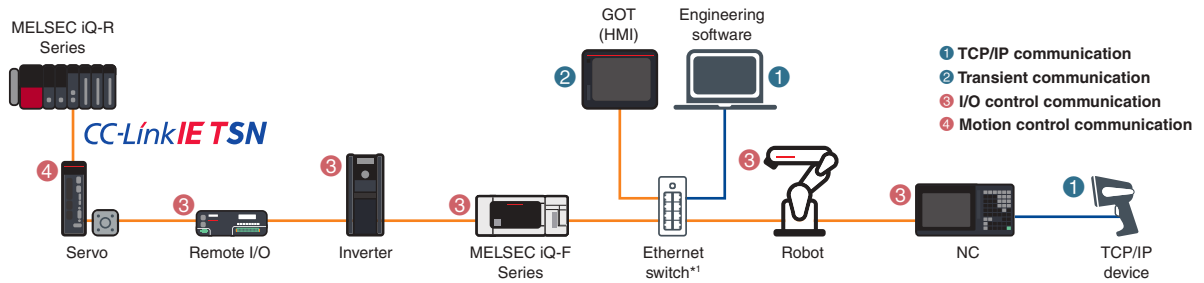 MELSEC iQ-R
Series
GOT
(HMI)
Engineering
software
1 TCP/IP communication
2 Transient communication
3 I/O control communication
4 Motion control communication
CC-Link IE TSN
2
1
4
3
3
3
3
3
1
Servo
Remote I/O
Inverter
MELSEC iQ-F
Series
Ethernet
switch*1
Robot
NC
TCP/IP
device